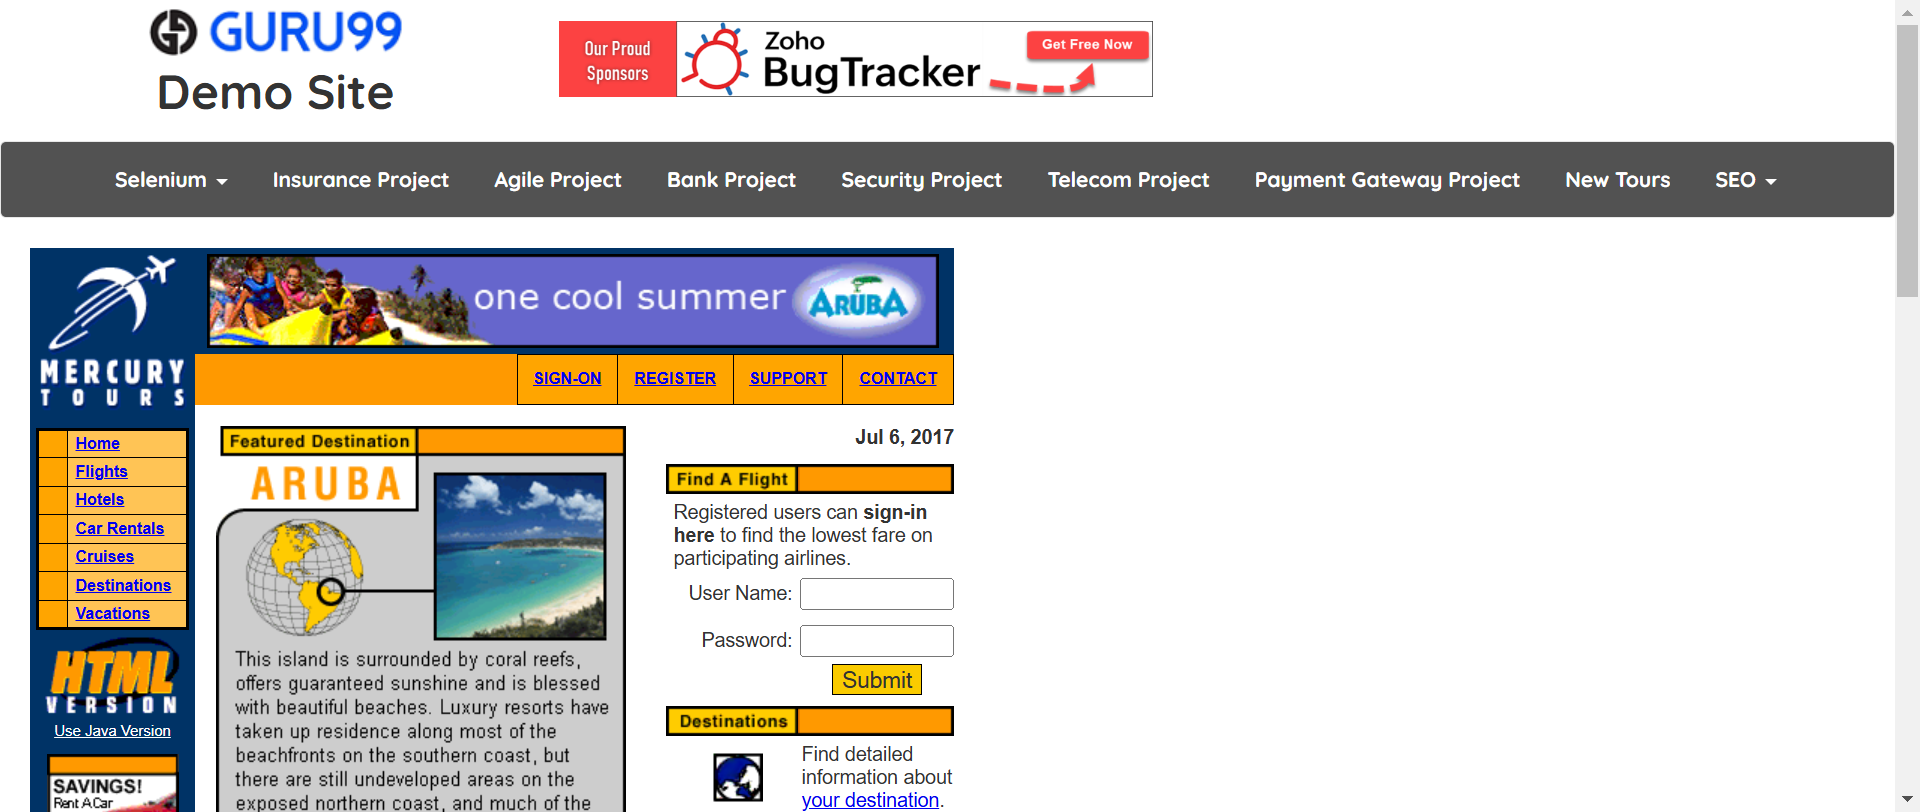 GURU99
Demo Site
Our Proud
Sponsors
Zoho
BugTracker
Get Free Now
Selenium
Insurance Project
Agile Project
Bank Project
Security Project
Telecom Project
Payment Gateway Project
New Tours
SEO
one cool summer
ARUBA
MERCURY
TOURS
SIGN-ON
REGISTER
SUPPORT
CONTACT
Home
Flights
Hotels
Car Rentals
Cruises
Destinations
Vacations
HTML
VERSION
Use Java Version
SAVINGS!
Rent A Car
Featured Destination
ARUBA
This island is surrounded by coral reefs,
offers guaranteed sunshine and is blessed
with beautiful beaches. Luxury resorts have
taken up residence along most of the
beachfronts on the southern coast, but
there are still undeveloped areas on the
exposed northern coast, and much of the
Jul 6, 2017
Find A Flight
Registered users can sign-in
here to find the lowest fare on
participating airlines.
User Name:
Password:
Submit
Destinations
Find detailed
information about
your destination.